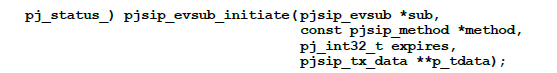 pj_status_) pjsip_evsub_initiate(pjsip_evsub *sub,
const pjsip_method *method,
pj_int32_t expires,
pjsip_tx_data **p_tdata);